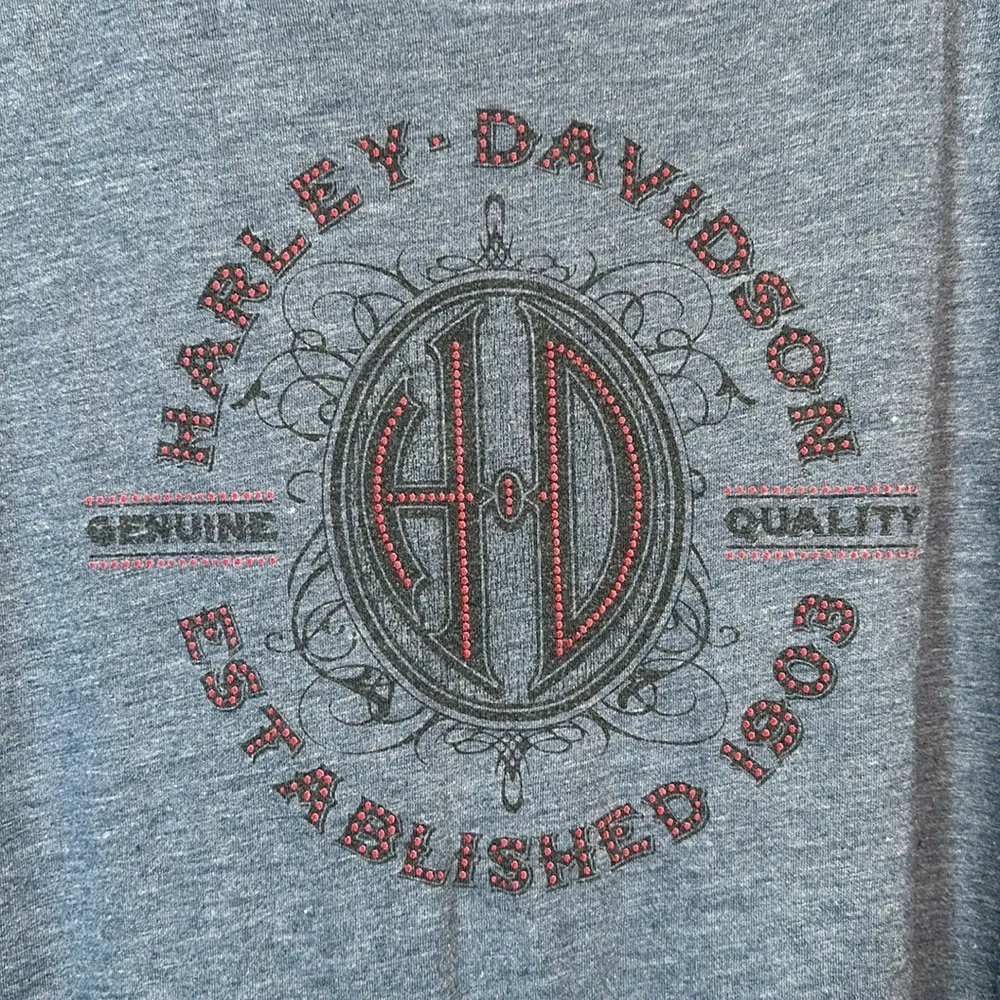 HARLEY-DAVIDSON
GENUINE
H-D
QUALITY
ESTABLISHED 1903